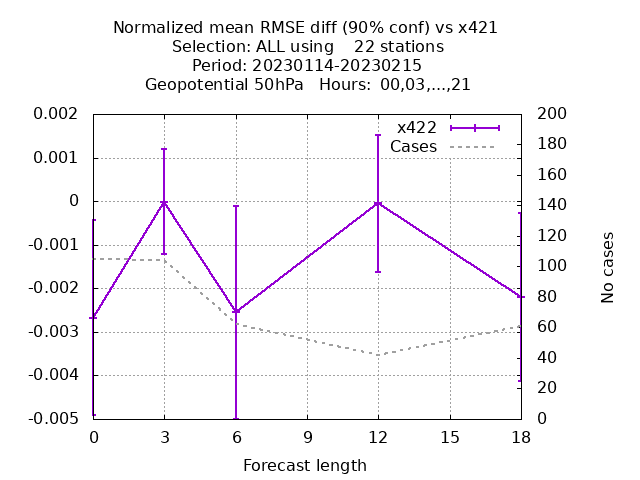 Normalized mean RMSE diff (90% conf) vs x421
Selection: ALL using    22 stations
Period: 20230114-20230215
Geopotential 50hPa   Hours:  00,03,...,21
x422
Cases
0.002
0.001
0
-0.001
-0.002
-0.003
-0.004
-0.005
200
180
160
140
120
100
80
60
40
20
0
No cases
0 3 6 9 12 15 18
Forecast length